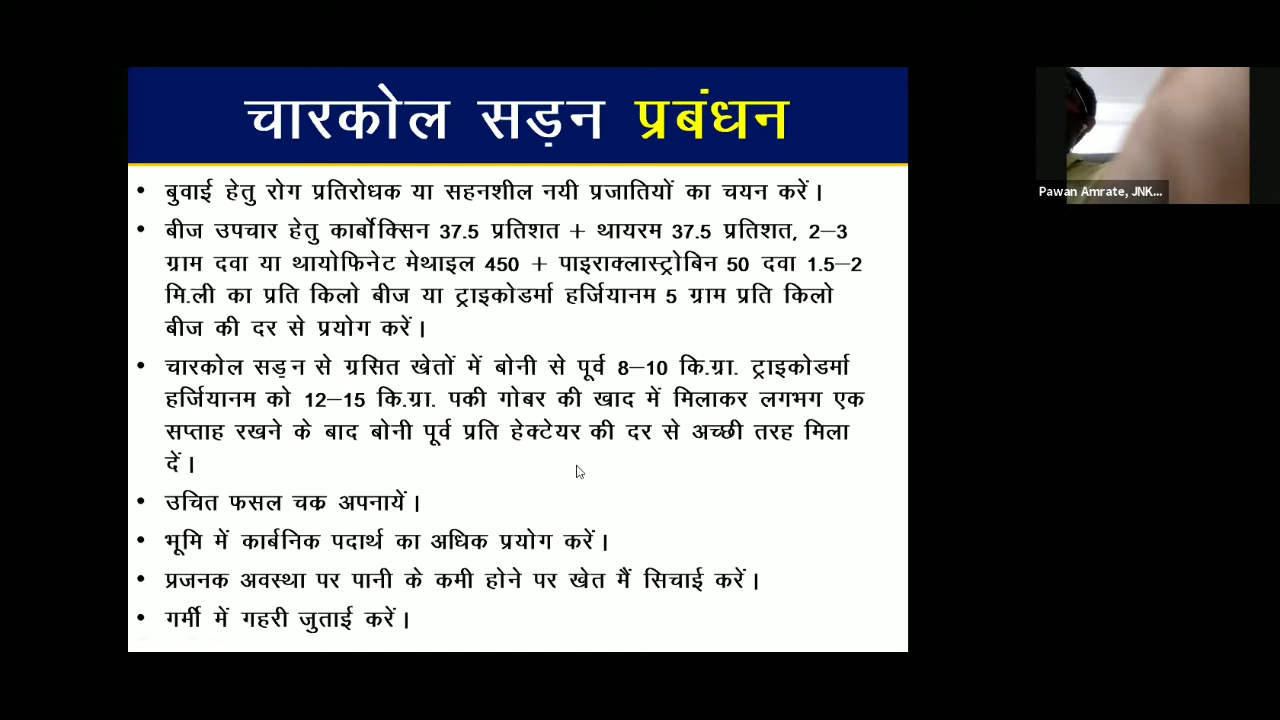 चारकोल सड़न प्रबंधन
• बुवाई हेतु रोग प्रतिरोधक या सहनशील नयी प्रजातियों का चयन करें।
• बीज उपचार हेतु कार्बोक्सिन 37.5 प्रतिशत + थायरम 37.5 प्रतिशत, 2–3
ग्राम दवा या थायोफिनेट मेथाइल 450 + पाइराक्लास्ट्रोबिन 50 दवा 1.5–2
मि.ली का प्रति किलो बीज या ट्राइकोडर्मा हर्जियानम 5 ग्राम प्रति किलो
बीज की दर से प्रयोग करें।
• चारकोल सड़न से ग्रसित खेतों में बोनी से पूर्व 8–10 कि.ग्रा. ट्राइकोडर्मा
हर्जियानम को 12–15 कि.ग्रा. पकी गोबर की खाद में मिलाकर लगभग एक
सप्ताह रखने के बाद बोनी पूर्व प्रति हेक्टेयर की दर से अच्छी तरह मिला
दें।
• उचित फसल चक अपनायें।
• भूमि में कार्बनिक पदार्थ का अधिक प्रयोग करें।
• प्रजनक अवस्था पर पानी के कमी होने पर खेत मैं सिचाई करें।
• गर्मी में गहरी जुताई करें।
Pawan Amrate, JNK...